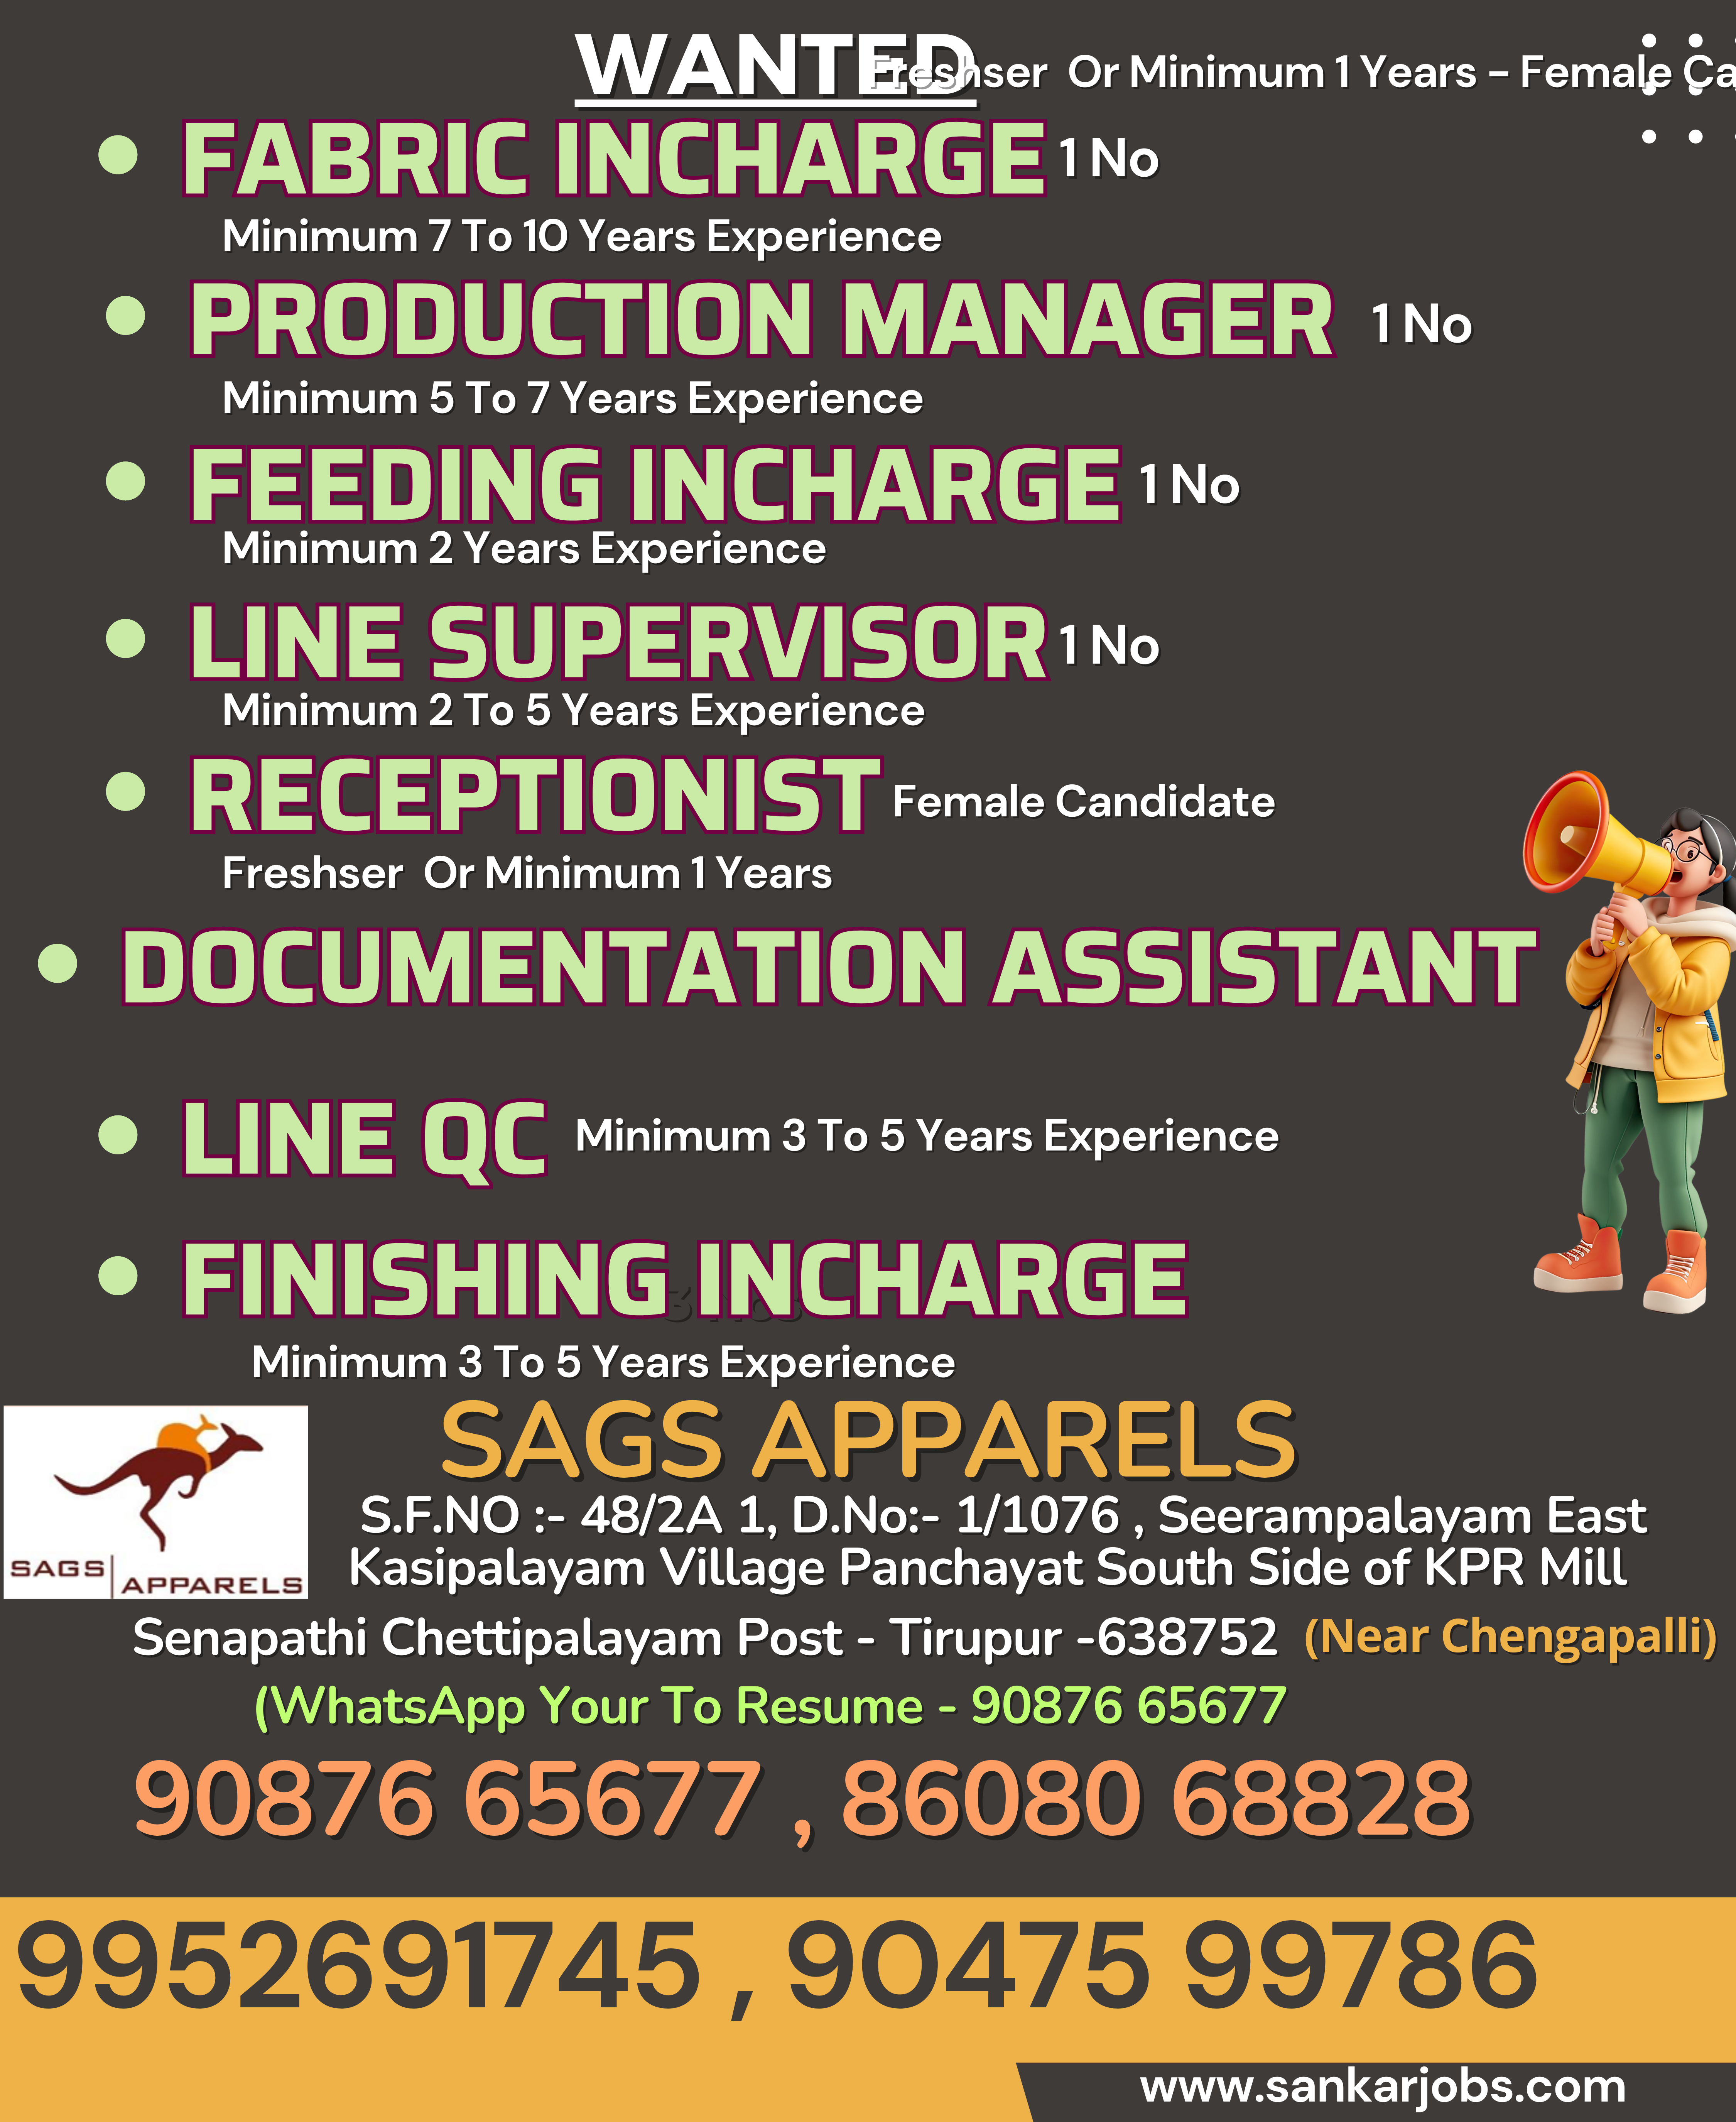 WANTED
Freshser Or Minimum 1 Years – Female Ca
FABRIC INCHARGE 1 No
Minimum 7 To 10 Years Experience
PRODUCTION MANAGER 1 No
Minimum 5 To 7 Years Experience
FEEDING INCHARGE 1 No
Minimum 2 Years Experience
LINE SUPERVISOR 1 No
Minimum 2 To 5 Years Experience
RECEPTIONIST Female Candidate
Freshser Or Minimum 1 Years
DOCUMENTATION ASSISTANT
LINE QC Minimum 3 To 5 Years Experience
FINISHING INCHARGE
Minimum 3 To 5 Years Experience
SAGS APPARELS
SAGS APPARELS
S.F.NO :- 48/2A 1, D.No:- 1/1076 , Seerampalayam East
Kasipalayam Village Panchayat South Side of KPR Mill
Senapathi Chettipalayam Post - Tirupur -638752 (Near Chengapalli)
(WhatsApp Your To Resume - 90876 65677
90876 65677 , 86080 68828
9952691745 , 90475 99786
www.sankarjobs.com